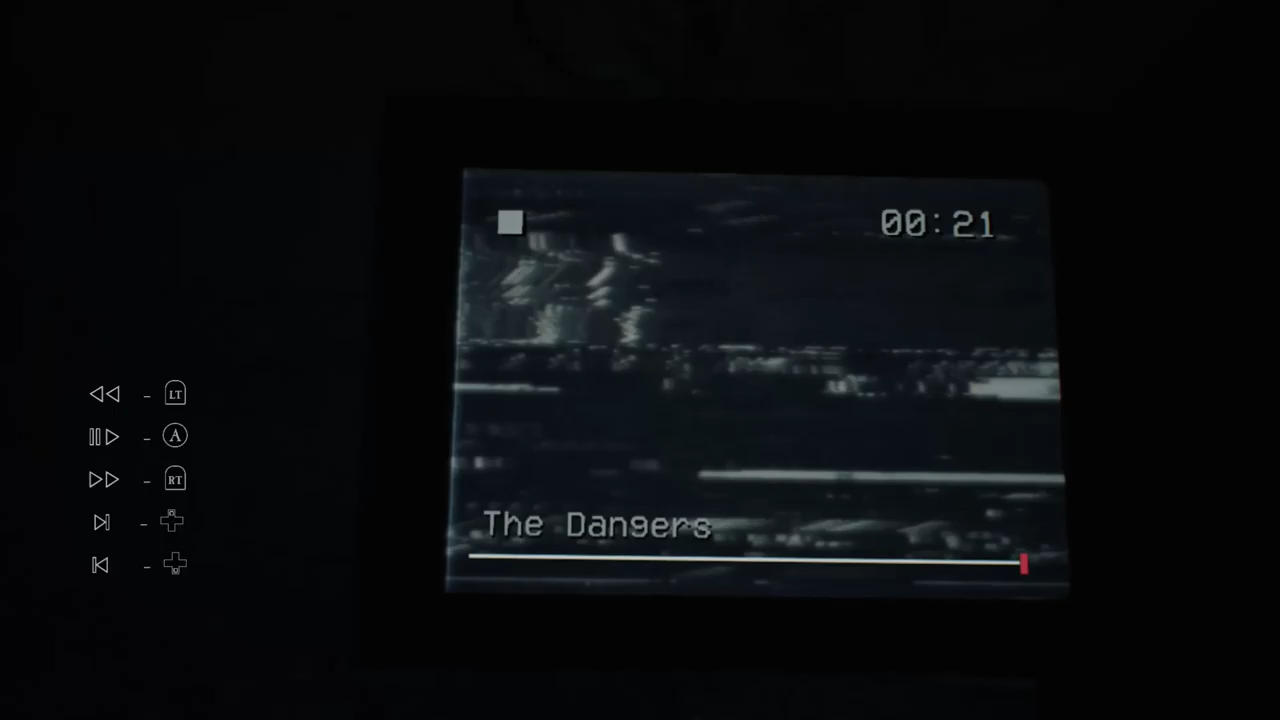 00:21
- LT
- A
- RT
-
-
The Dangers